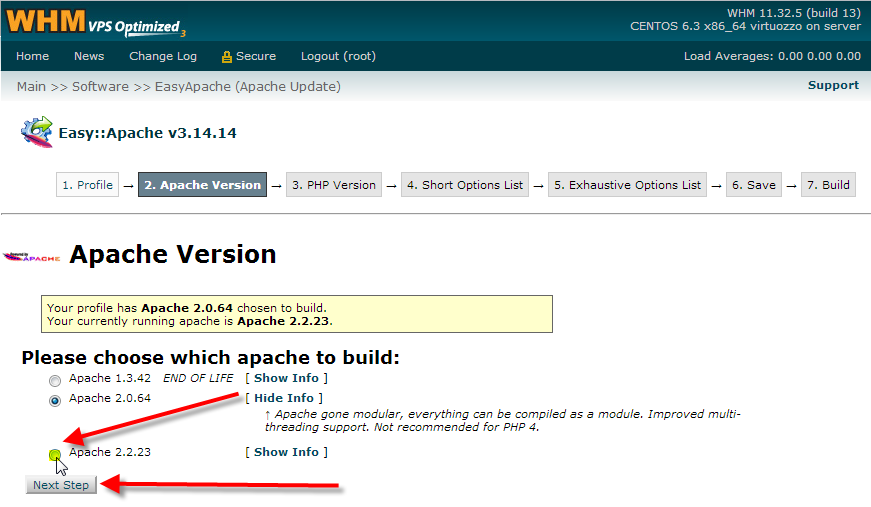 WHM VPS Optimized 3
WHM 11.32.5 (build 13)
CENTOS 6.3 x86_64 virtuozzo on server
Home News Change Log Secure Logout (root) Load Averages: 0.00 0.00 0.00
Main >> Software >> EasyApache (Apache Update) Support
Easy::Apache v3.14.14
1. Profile → 2. Apache Version → 3. PHP Version → 4. Short Options List → 5. Exhaustive Options List → 6. Save → 7. Build
Powered by APACHE
Apache Version
Your profile has Apache 2.0.64 chosen to build.
Your currently running apache is Apache 2.2.23.
Please choose which apache to build:
Apache 1.3.42 END OF LIFE [ Show Info ]
Apache 2.0.64 [ Hide Info ]
↑ Apache gone modular, everything can be compiled as a module. Improved multi-
threading support. Not recommended for PHP 4.
Apache 2.2.23 [ Show Info ]
Next Step